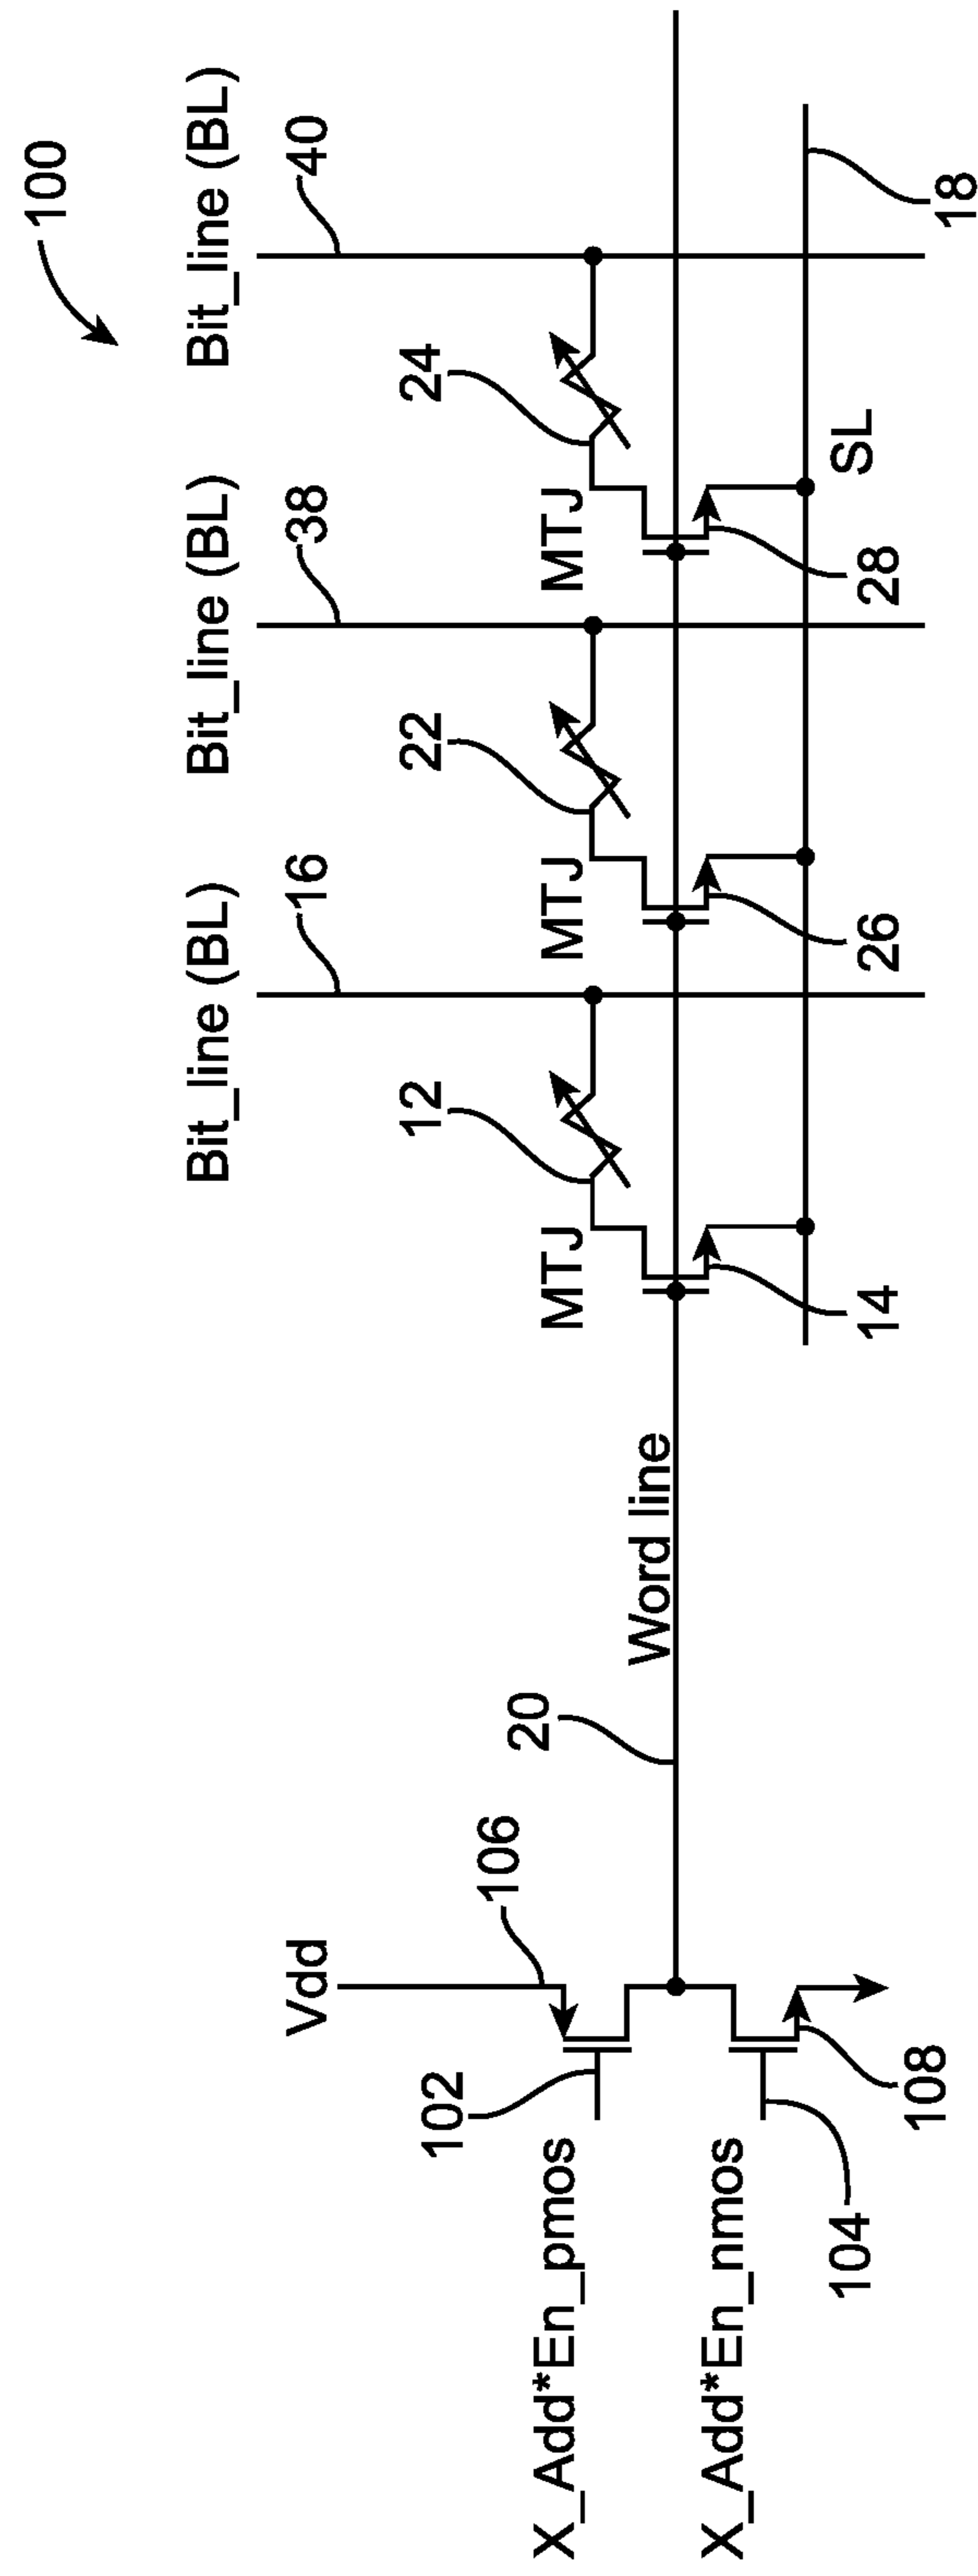 100
Bit_line (BL)
Bit_line (BL)
Bit_line (BL)
16
38
40
Vdd
106
12
22
24
102
20
MTJ
MTJ
MTJ
X_Add*En_pmos
Word line
X_Add*En_nmos
104
108
14
26
28
SL
18